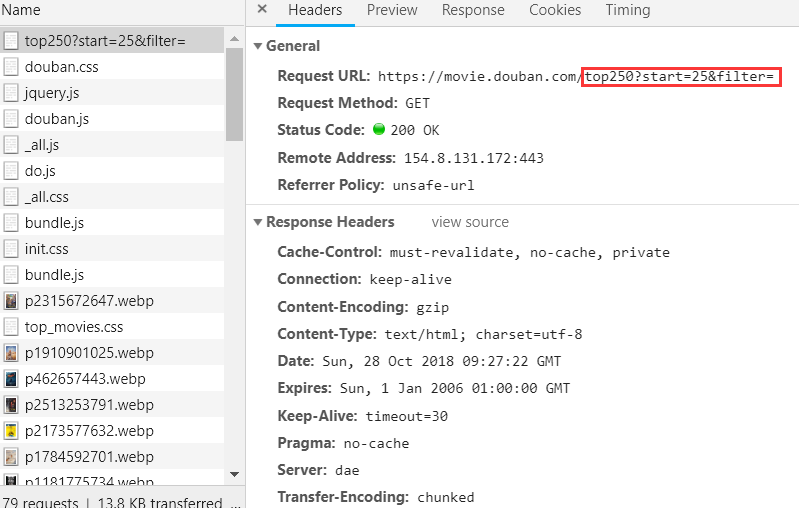 Name
top250?start=25&filter=
douban.css
jquery.js
douban.js
_all.js
do.js
_all.css
bundle.js
init.css
bundle.js
p2315672647.webp
top_movies.css
p1910901025.webp
p462657443.webp
p2513253791.webp
p2173577632.webp
p1784592701.webp
p1181775734.webp
79 requests | 13.8 KB transferred ...
× Headers Preview Response Cookies Timing
General
Request URL: https://movie.douban.com/top250?start=25&filter=
Request Method: GET
Status Code: 200 OK
Remote Address: 154.8.131.172:443
Referrer Policy: unsafe-url
Response Headers view source
Cache-Control: must-revalidate, no-cache, private
Connection: keep-alive
Content-Encoding: gzip
Content-Type: text/html; charset=utf-8
Date: Sun, 28 Oct 2018 09:27:22 GMT
Expires: Sun, 1 Jan 2006 01:00:00 GMT
Keep-Alive: timeout=30
Pragma: no-cache
Server: dae
Transfer-Encoding: chunked